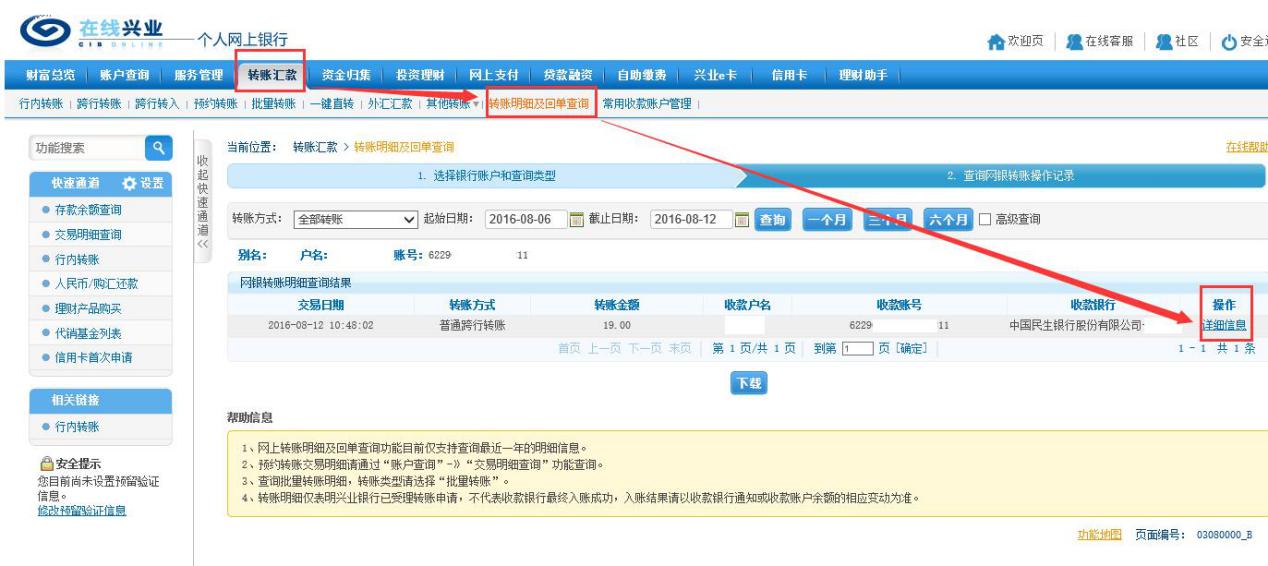 在线兴业
CIB ONLINE
个人网上银行
欢迎页 在线客服 社区 安全
财富总览 账户查询 服务管理 转账汇款 资金归集 投资理财 网上支付 贷款融资 自助缴费 兴业e卡 信用卡 理财助手
行内转账 跨行转账 跨行转入 预约转账 批量转账 一键直转 外汇汇款 其他转账 转账明细及回单查询 常用收款账户管理
功能搜索
快速通道 设置
存款余额查询
交易明细查询
行内转账
人民币/购汇还款
理财产品购买
代销基金列表
信用卡首次申请
相关链接
行内转账
安全提示
您目前尚未设置预留验证
信息。
修改预留验证信息
收起快速通道<<
当前位置： 转账汇款 > 转账明细及回单查询
在线帮助
1. 选择银行账户和查询类型 2. 查询网银转账操作记录
转账方式： 全部转账 起始日期： 2016-08-06 截止日期： 2016-08-12 查询 一个月 三个月 六个月 高级查询
别名： 户名： 账号：6229 11
网银转账明细查询结果
交易日期 转账方式 转账金额 收款户名 收款账号 收款银行 操作
2016-08-12 10:48:02 普通跨行转账 19.00 6229 11 中国民生银行股份有限公司 详细信息
首页 上一页 下一页 末页 第 1 页/共 1 页 到第 1 页 [确定] 1 - 1 共 1 条
下载
帮助信息
1、网上转账明细及回单查询功能目前仅支持查询最近一年的明细信息。
2、预约转账交易明细请通过“账户查询”-》“交易明细查询”功能查询。
3、查询批量转账明细，转账类型请选择“批量转账”。
4、转账明细仅表明兴业银行已受理转账申请，不代表收款银行最终入账成功，入账结果请以收款银行通知或收款账户余额的相应变动为准。
功能地图 页面编号： 03080000_B